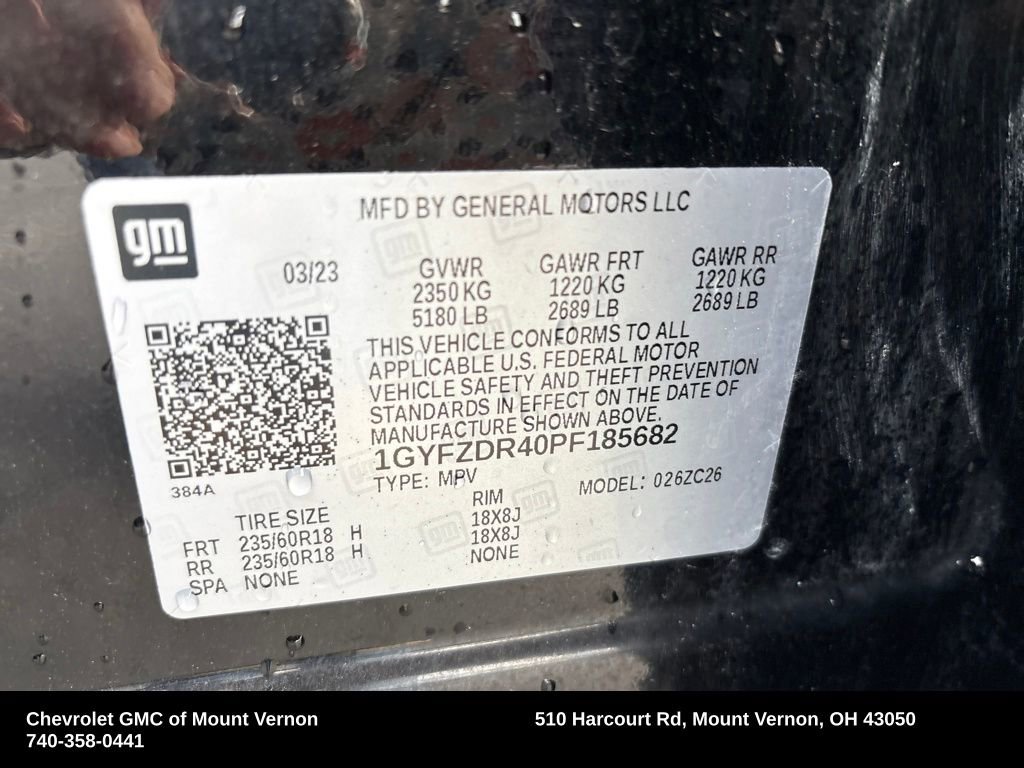 gm
MFD BY GENERAL MOTORS LLC
03/23
GVWR GAWR FRT GAWR RR
2350 KG 1220 KG 1220 KG
5180 LB 2689 LB 2689 LB
THIS VEHICLE CONFORMS TO ALL
APPLICABLE U.S. FEDERAL MOTOR
VEHICLE SAFETY AND THEFT PREVENTION
STANDARDS IN EFFECT ON THE DATE OF
MANUFACTURE SHOWN ABOVE.
1GYFZDR40PF185682
384A
TYPE: MPV MODEL: 026ZC26
TIRE SIZE RIM
FRT 235/60R18 H 18X8J
RR 235/60R18 H 18X8J
SPA NONE NONE
Chevrolet GMC of Mount Vernon 510 Harcourt Rd, Mount Vernon, OH 43050
740-358-0441